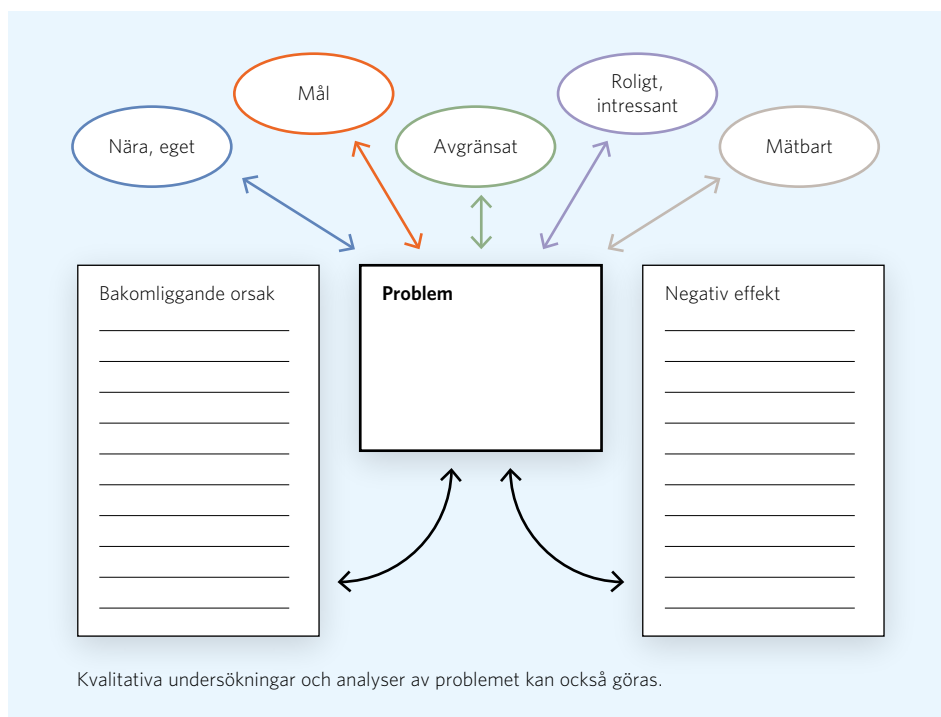 Nära, eget
Mål
Avgränsat
Roligt,
intressant
Mätbart
Bakomliggande orsak
Problem
Negativ effekt
Kvalitativa undersökningar och analyser av problemet kan också göras.